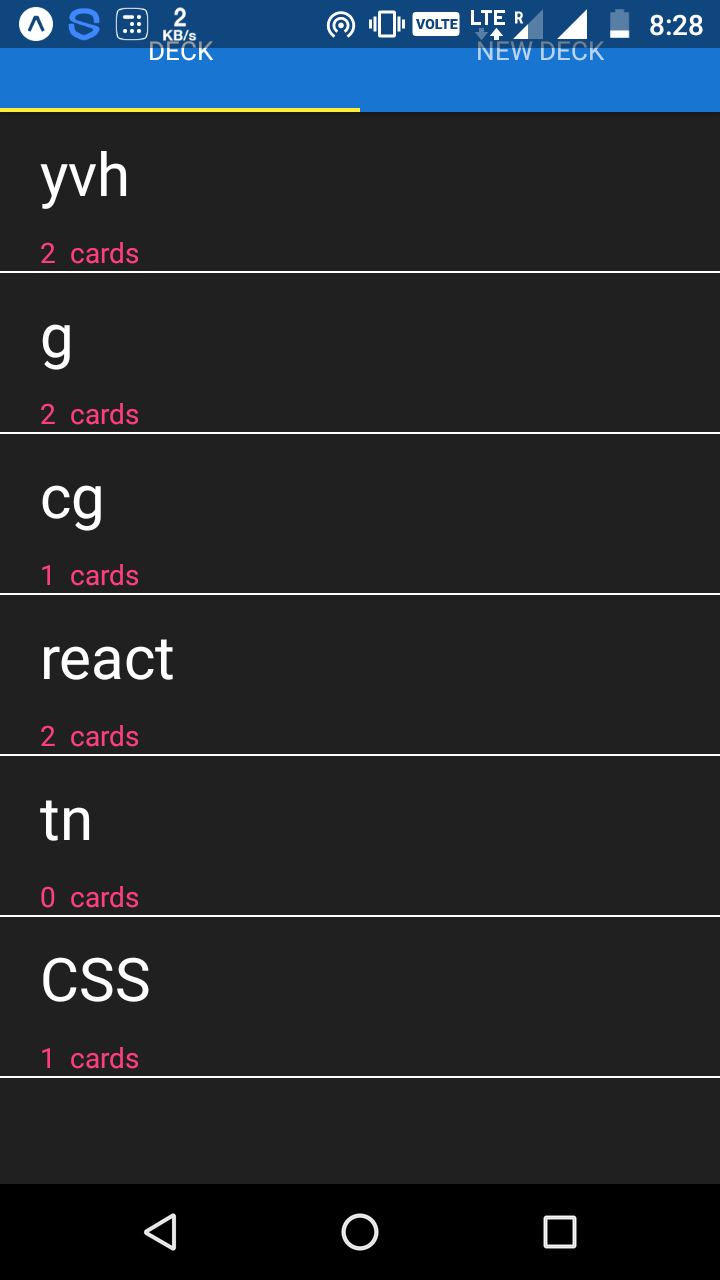 2
KB/s
VOLTE
LTE
R
8:28
DECK
NEW DECK
yvh
2 cards
g
2 cards
cg
1 cards
react
2 cards
tn
0 cards
CSS
1 cards